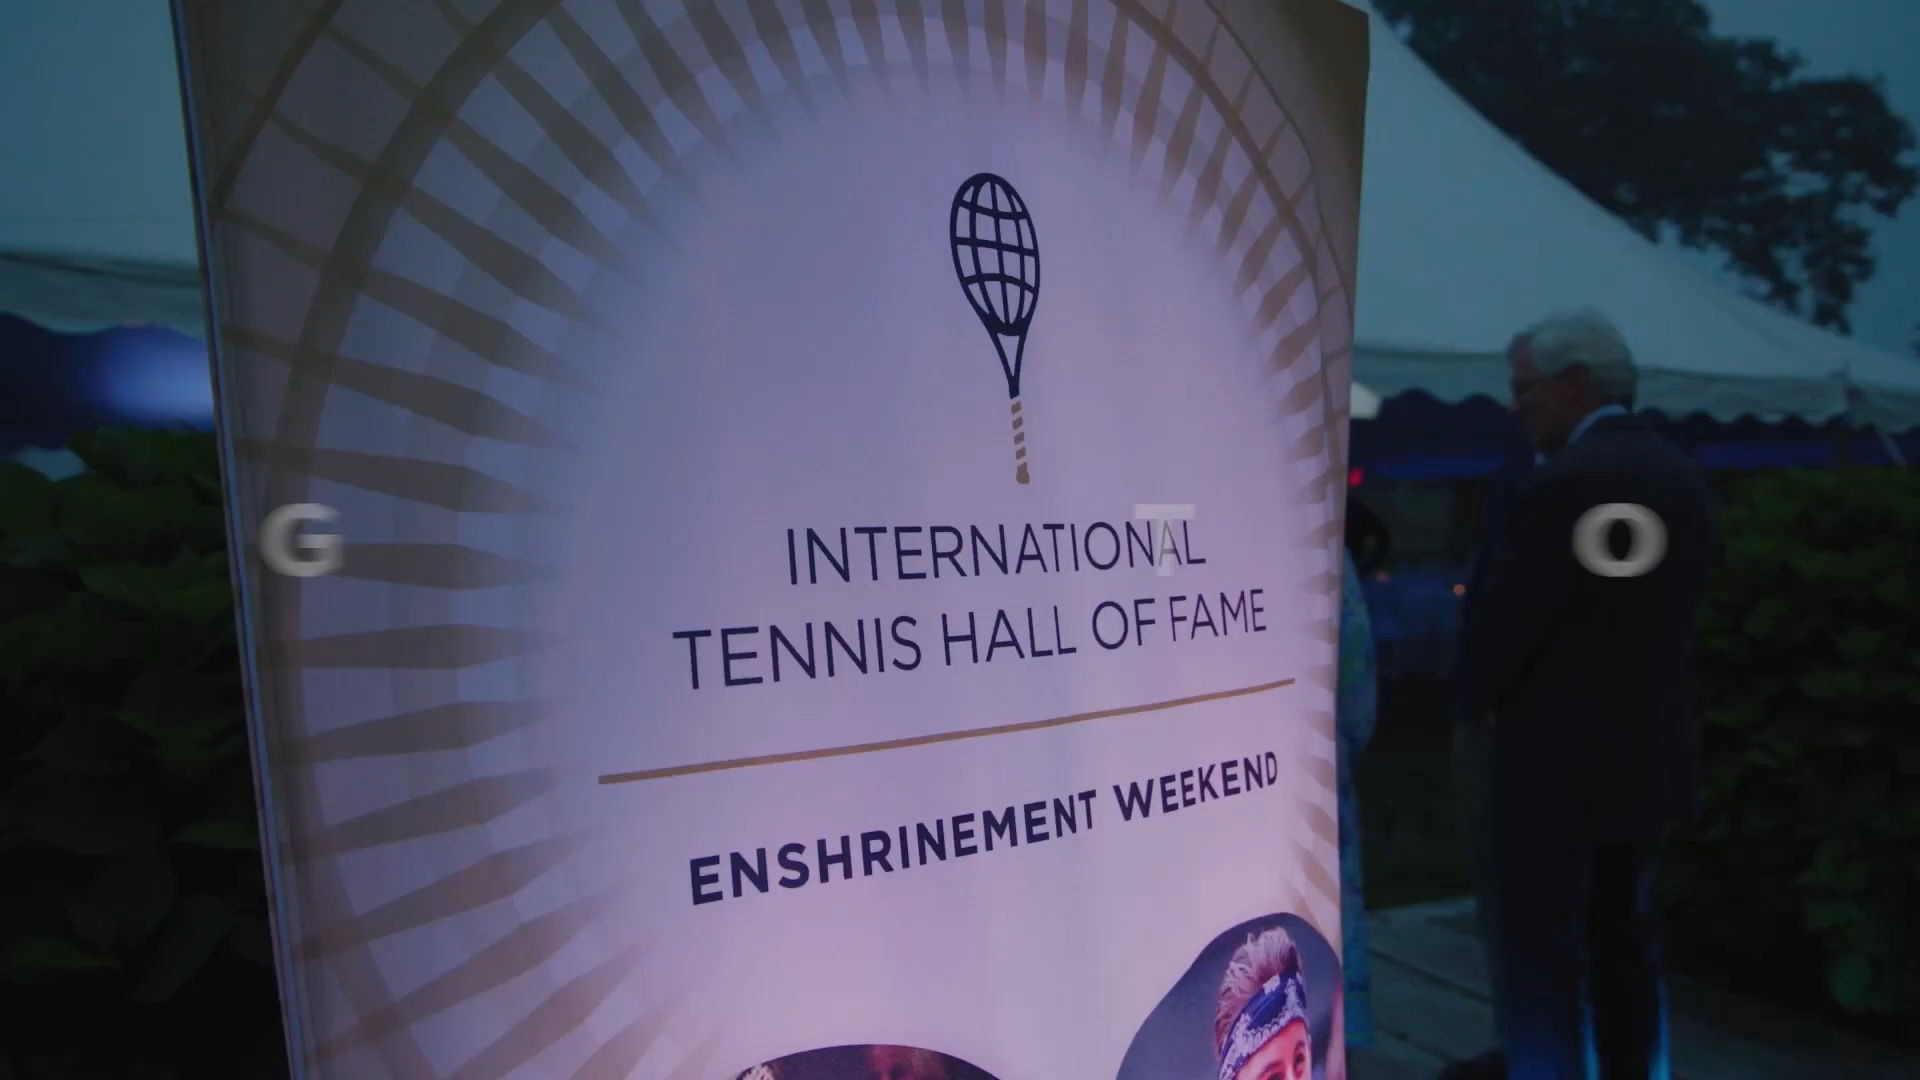 INTERNATIONAL
TENNIS HALL OF FAME
ENSHRINEMENT WEEKEND
G T O